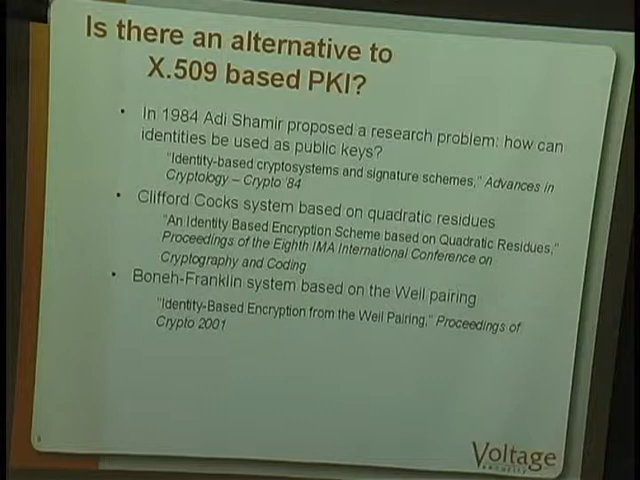 Is there an alternative to
X.509 based PKI?
• In 1984 Adi Shamir proposed a research problem: how can
identities be used as public keys?
"Identity-based cryptosystems and signature schemes," Advances in
Cryptology – Crypto '84
• Clifford Cocks system based on quadratic residues
"An Identity Based Encryption Scheme based on Quadratic Residues,"
Proceedings of the Eighth IMA International Conference on
Cryptography and Coding
• Boneh-Franklin system based on the Weil pairing
"Identity-Based Encryption from the Weil Pairing," Proceedings of
Crypto 2001
Voltage
security